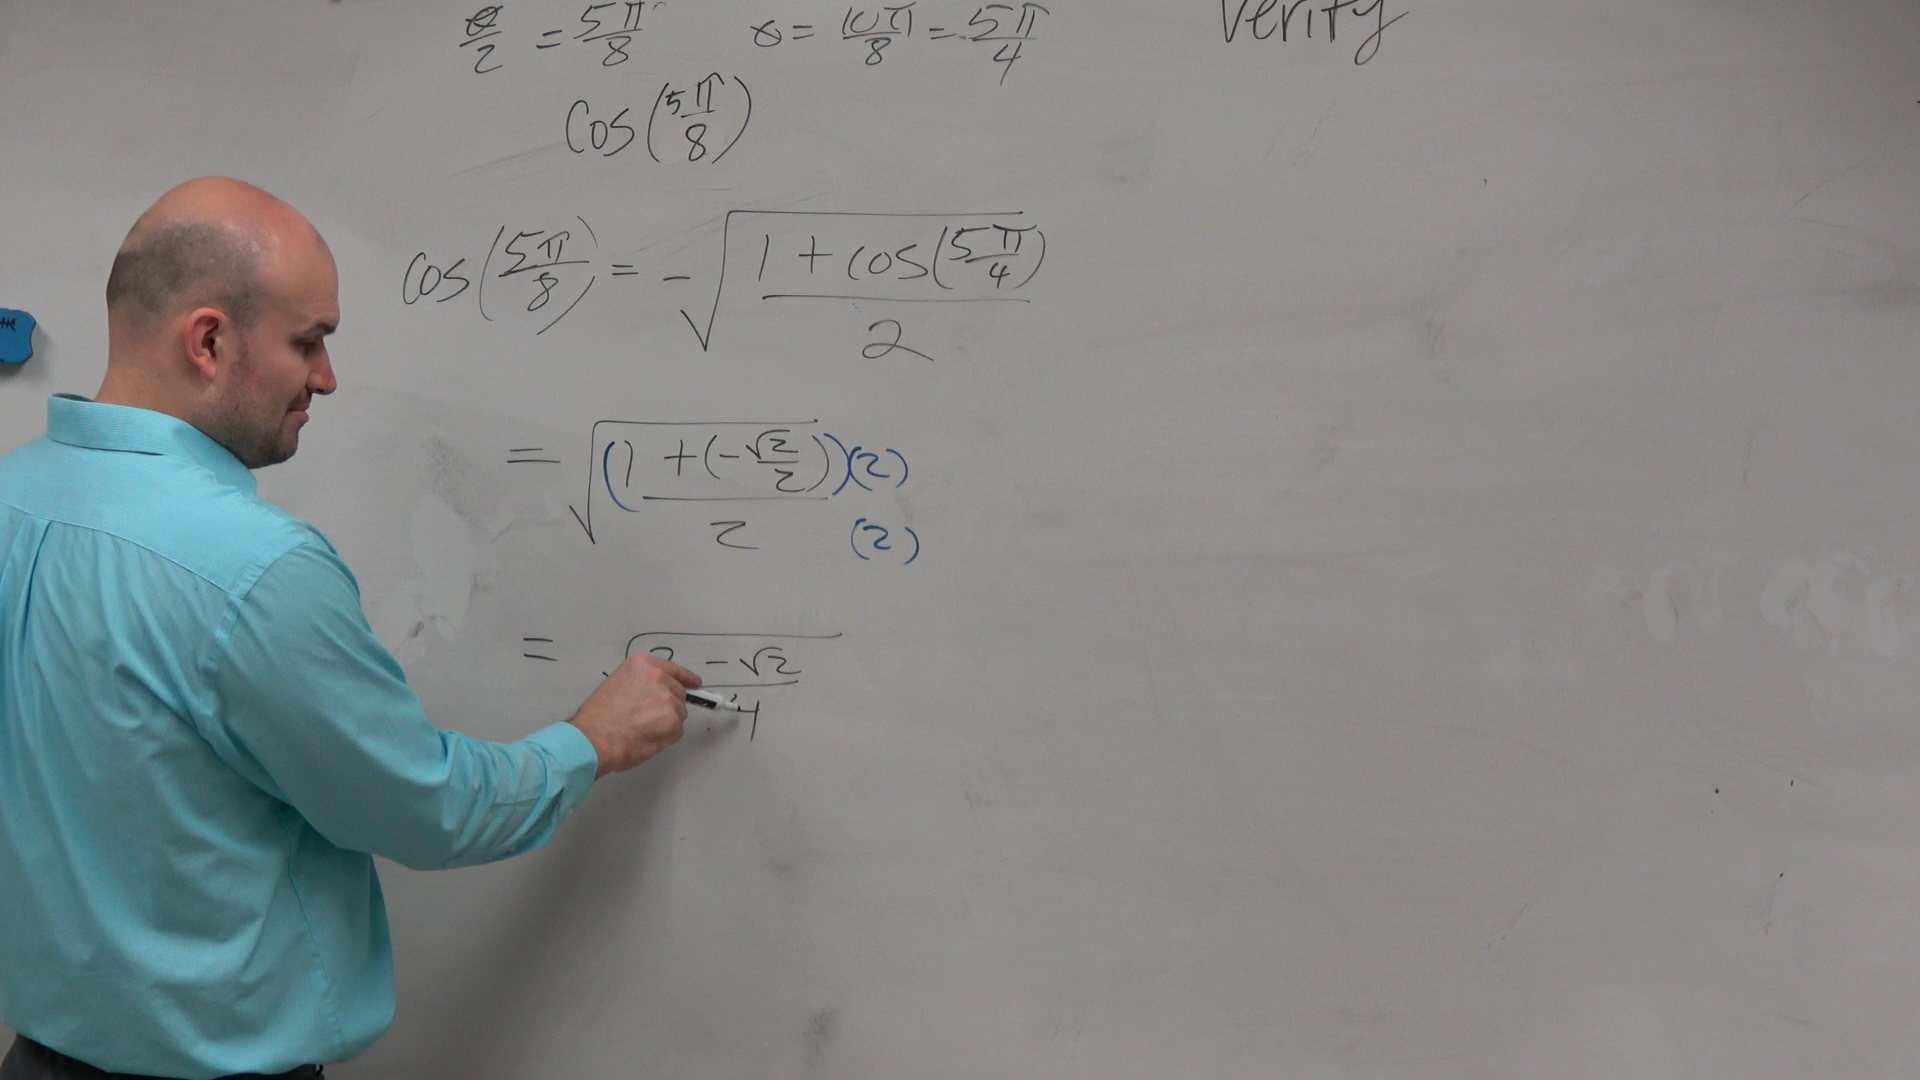 θ/2 = 5π/8 θ = 10π/8 = 5π/4 Verify
cos(5π/8)
cos(5π/8) = -√((1 + cos(5π/4))/2)
= √((1 + (-√2/2))(2)/2 (2))
= √((2 - √2)/4)